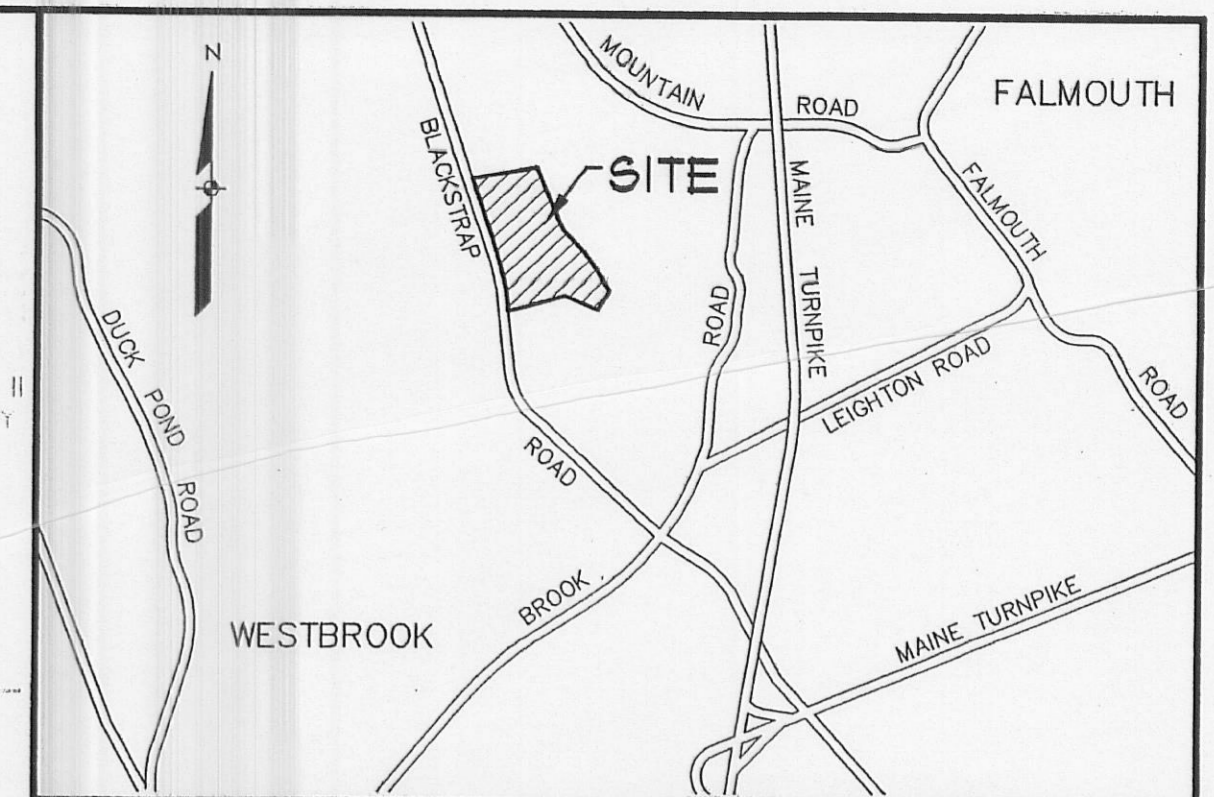 N
MOUNTAIN
ROAD
FALMOUTH
BLACKSTRAP
SITE
MAINE
TURNPIKE
FALMOUTH
ROAD
DUCK
POND
ROAD
ROAD
LEIGHTON ROAD
ROAD
BROOK
WESTBROOK
MAINE TURNPIKE